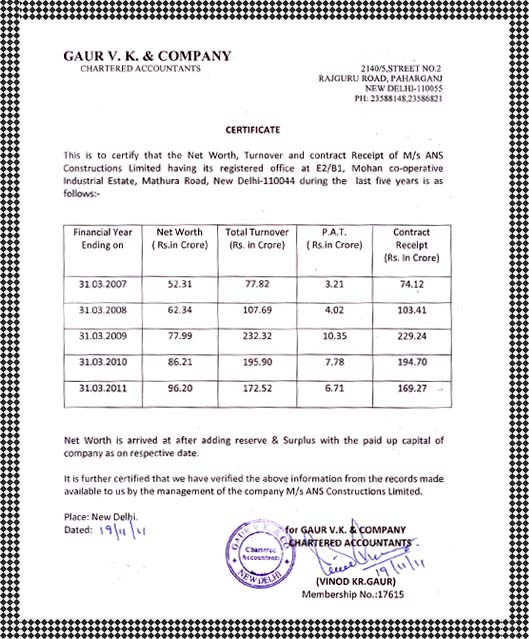 GAUR V. K. & COMPANY
CHARTERED ACCOUNTANTS
2140/5,STREET NO.2
RAJGURU ROAD, PAHARGANJ
NEW DELHI-110055
PH: 23588148,23586821
CERTIFICATE
This is to certify that the Net Worth, Turnover and contract Receipt of M/s ANS
Constructions Limited having its registered office at E2/B1, Mohan co-operative
Industrial Estate, Mathura Road, New Delhi-110044 during the last five years is as
follows:-
Financial Year Ending on | Net Worth ( Rs.in Crore) | Total Turnover (Rs. in Crore) | P.A.T. ( Rs.in Crore) | Contract Receipt (Rs. In Crore)
31.03.2007 52.31 77.82 3.21 74.12
31.03.2008 62.34 107.69 4.02 103.41
31.03.2009 77.99 232.32 10.35 229.24
31.03.2010 86.21 195.90 7.78 194.70
31.03.2011 96.20 172.52 6.71 169.27
Net Worth is arrived at after adding reserve & Surplus with the paid up capital of
company as on respective date.
It is further certified that we have verified the above information from the records made
available to us by the management of the company M/s ANS Constructions Limited.
Place: New Delhi.
Dated: 19/11/11
for GAUR V.K. & COMPANY
CHARTERED ACCOUNTANTS
GAUR V. K. & CO.
Chartered
Accountants
NEW DELHI
19/11/11
(VINOD KR.GAUR)
Membership No.:17615